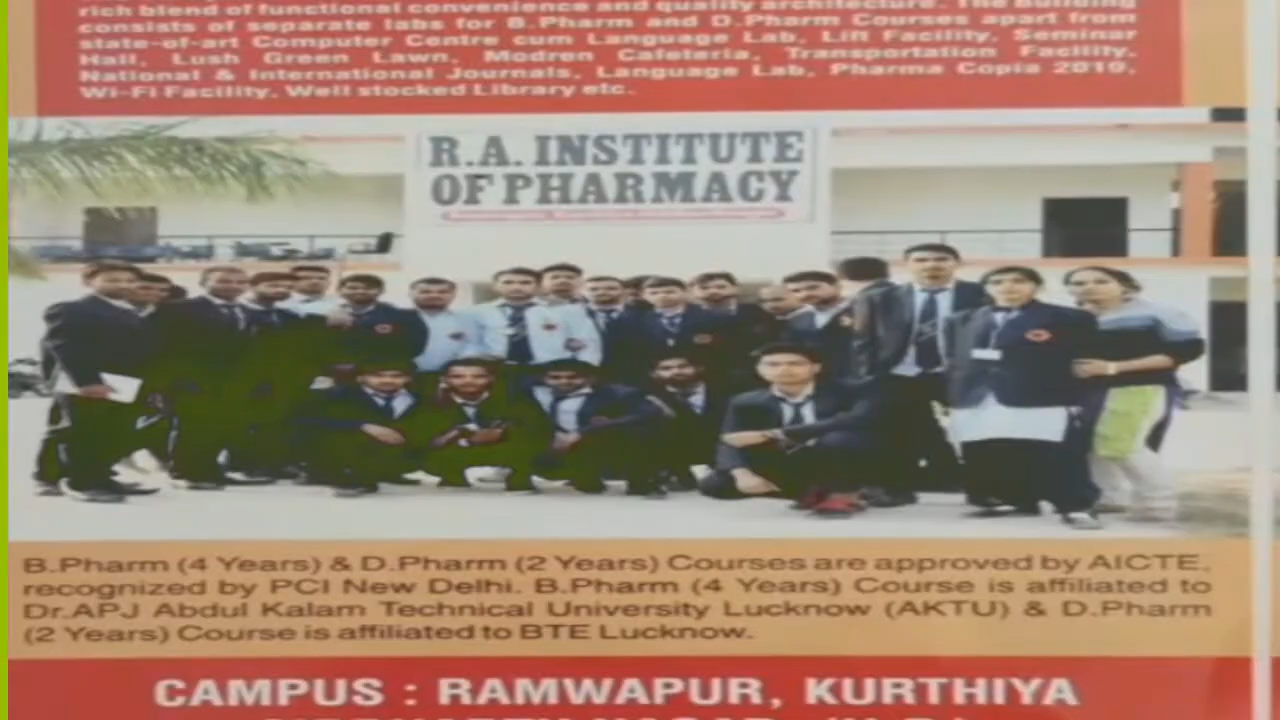 rich blend of functional convenience and quality architecture. The Building
consists of separate labs for B.Pharm and D.Pharm Courses apart from
state-of-art Computer Centre cum Language Lab, Lift Facility, Seminar
Hall, Lush Green Lawn, Modren Cafeteria, Transportation Facility,
National & International Journals, Language Lab, Pharma Copia 2010,
Wi-Fi Facility, Well stocked Library etc.
R.A. INSTITUTE
OF PHARMACY
B.Pharm (4 Years) & D.Pharm (2 Years) Courses are approved by AICTE,
recognized by PCI New Delhi. B.Pharm (4 Years) Course is affiliated to
Dr.APJ Abdul Kalam Technical University Lucknow (AKTU) & D.Pharm
(2 Years) Course is affiliated to BTE Lucknow.
CAMPUS : RAMWAPUR, KURTHIYA